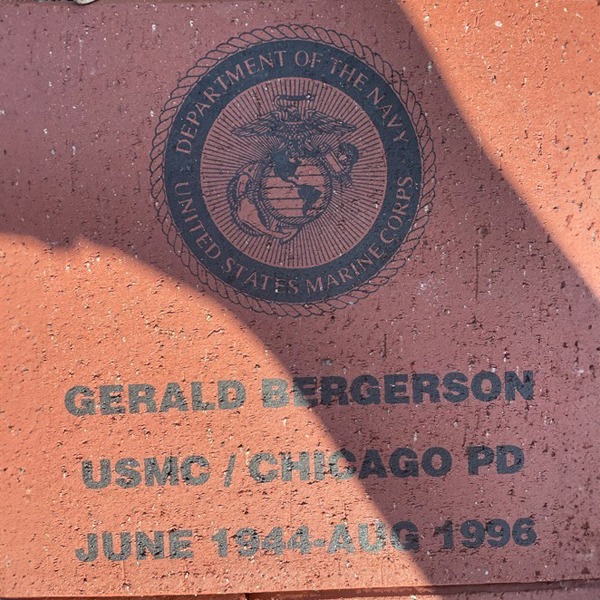 DEPARTMENT OF THE NAVY
UNITED STATES MARINE CORPS
GERALD BERGERSON
USMC / CHICAGO PD
JUNE 1944-AUG 1996